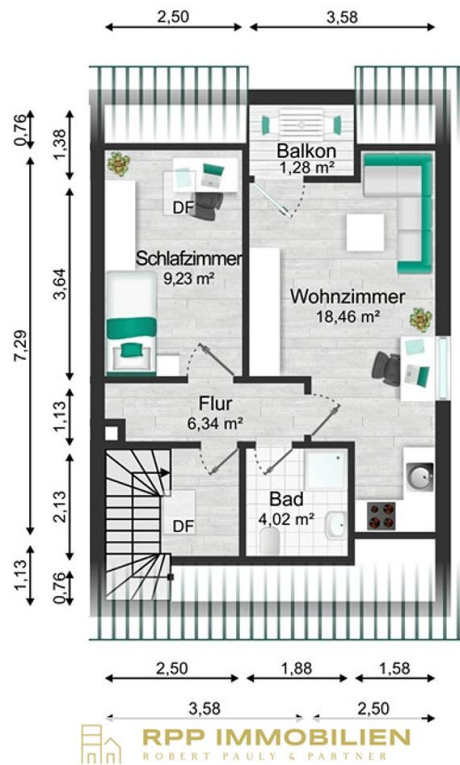 2,50
3,58
0,76
1,38
Balkon
1,28 m²
DF
Schlafzimmer
9,23 m²
3,64
7,29
Wohnzimmer
18,46 m²
Flur
6,34 m²
1,13
2,13
Bad
4,02 m²
DF
1,13
0,76
2,50
1,88
1,58
3,58
2,50
RPP IMMOBILIEN
ROBERT PAULY & PARTNER